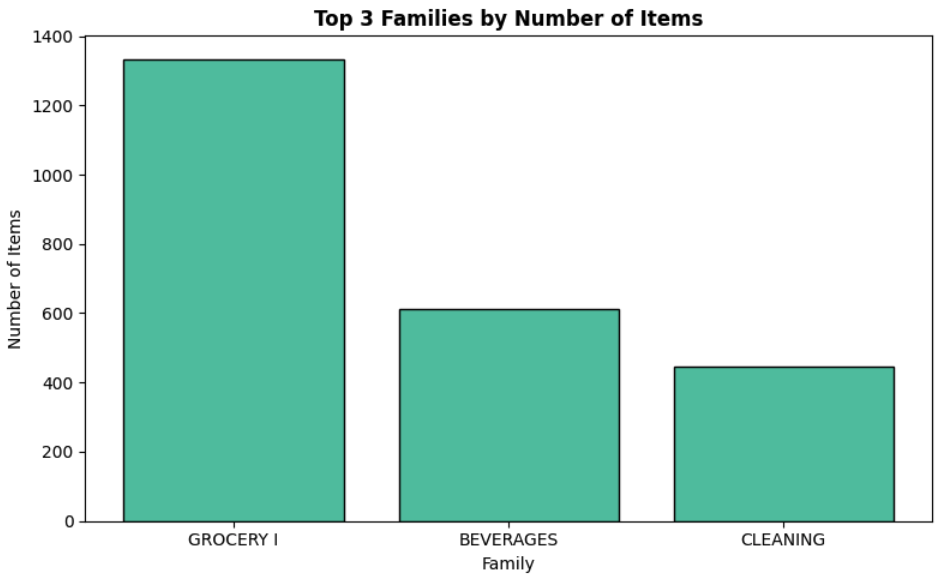 Top 3 Families by Number of Items
1400
1200
1000
800
600
400
200
0
Number of Items
GROCERY I
BEVERAGES
CLEANING
Family